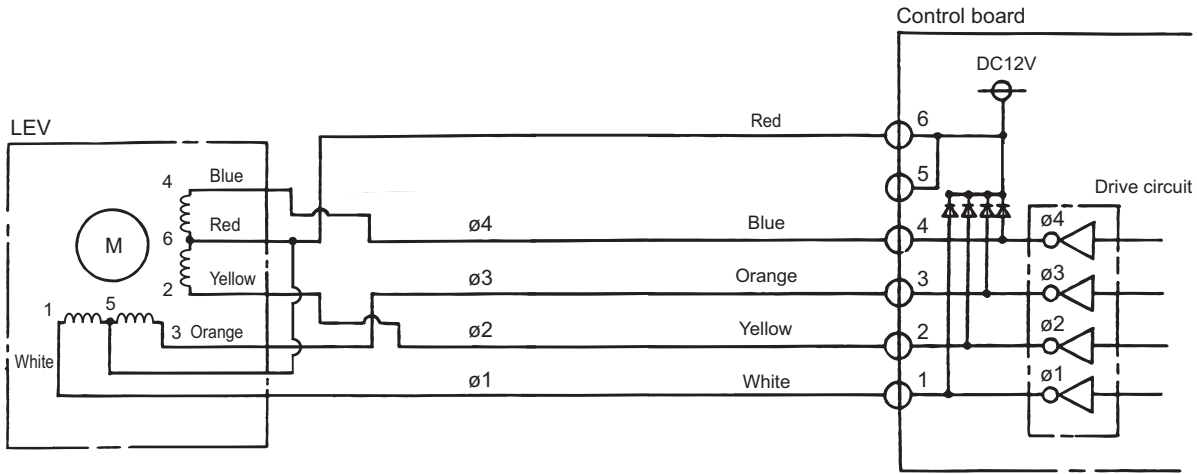 Control board
DC12V
LEV
Red
6
5
Drive circuit
4
Blue
ø4
Blue
4
ø4
M
6
Red
ø3
Orange
3
ø3
2
Yellow
ø2
Yellow
2
ø2
1
5
3
Orange
White
ø1
White
1
ø1